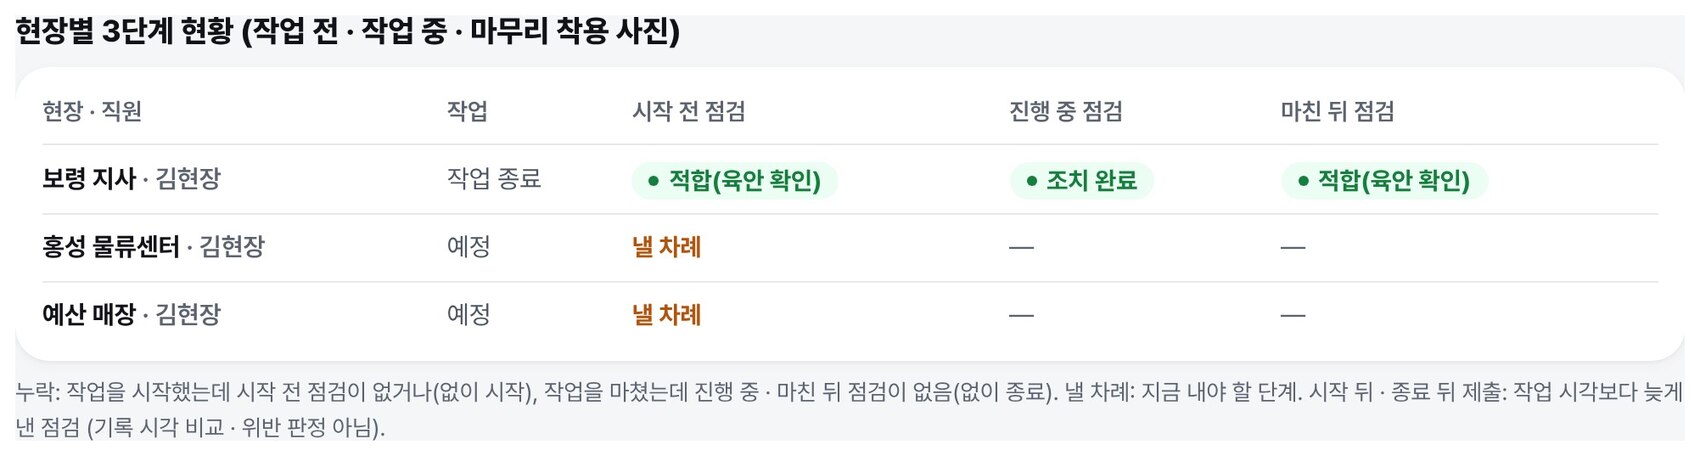 현장별 3단계 현황 (작업 전 · 작업 중 · 마무리 착용 사진)
현장 · 직원 작업 시작 전 점검 진행 중 점검 마친 뒤 점검
보령 지사 · 김현장 작업 종료 ● 적합(육안 확인) ● 조치 완료 ● 적합(육안 확인)
홍성 물류센터 · 김현장 예정 낼 차례 — —
예산 매장 · 김현장 예정 낼 차례 — —
누락: 작업을 시작했는데 시작 전 점검이 없거나(없이 시작), 작업을 마쳤는데 진행 중 · 마친 뒤 점검이 없음(없이 종료). 낼 차례: 지금 내야 할 단계. 시작 뒤 · 종료 뒤 제출: 작업 시각보다 늦게
낸 점검 (기록 시각 비교 · 위반 판정 아님).